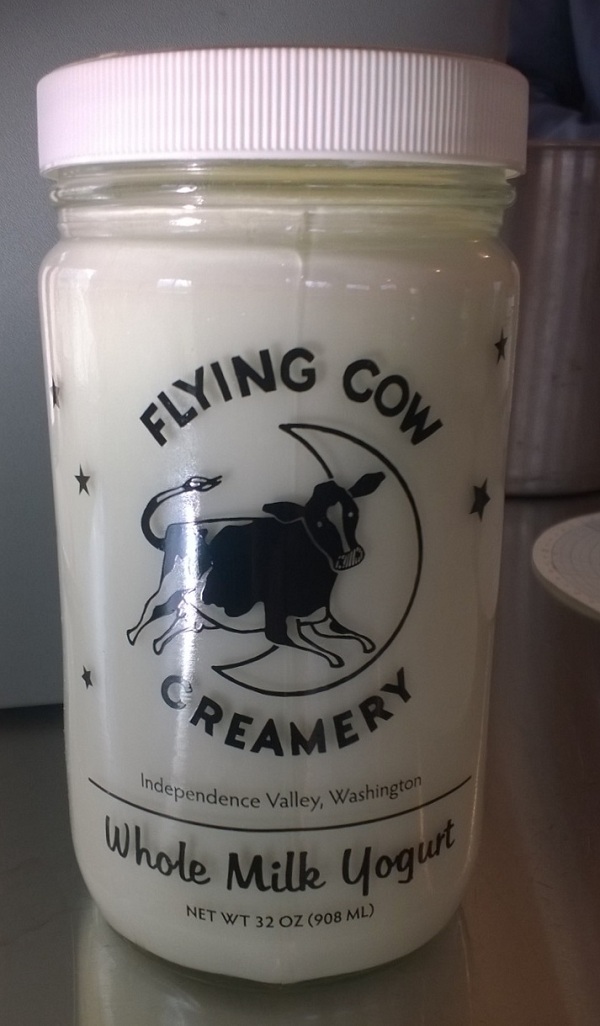 FLYING COW
CREAMERY
Independence Valley, Washington
Whole Milk Yogurt
NET WT 32 OZ (908 ML)